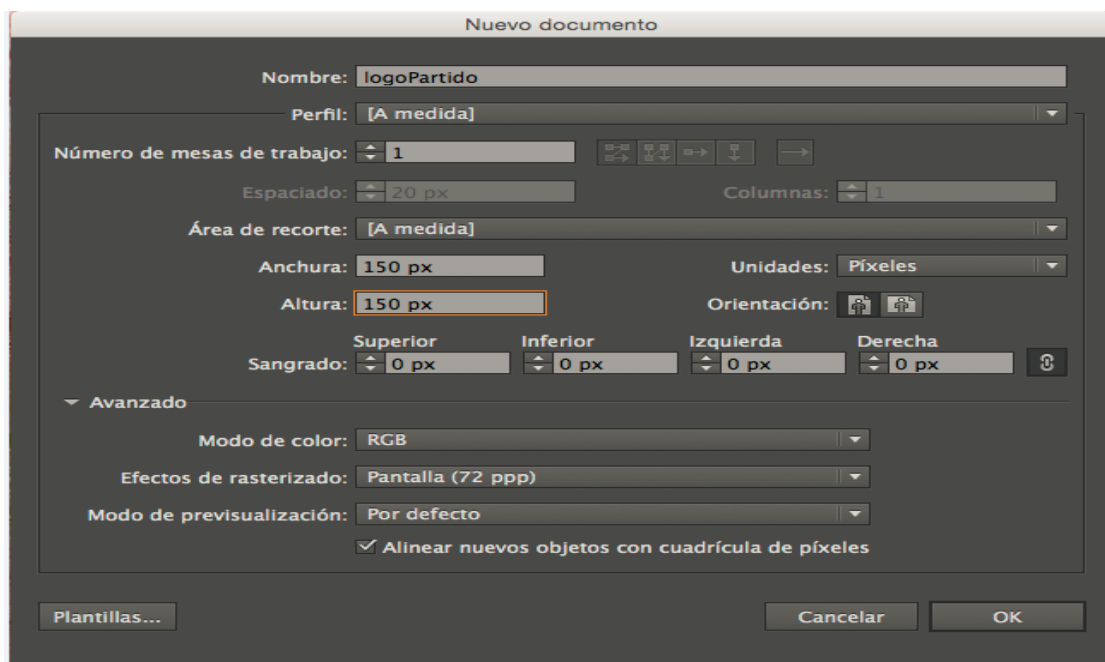 Nuevo documento
Nombre: logoPartido
Perfil: [A medida]
Número de mesas de trabajo: 1
Espaciado: 20 px Columnas: 1
Área de recorte: [A medida]
Anchura: 150 px Unidades: Píxeles
Altura: 150 px Orientación:
Superior Inferior Izquierda Derecha
Sangrado: 0 px 0 px 0 px 0 px
Avanzado
Modo de color: RGB
Efectos de rasterizado: Pantalla (72 ppp)
Modo de previsualización: Por defecto
Alinear nuevos objetos con cuadrícula de píxeles
Plantillas... Cancelar OK